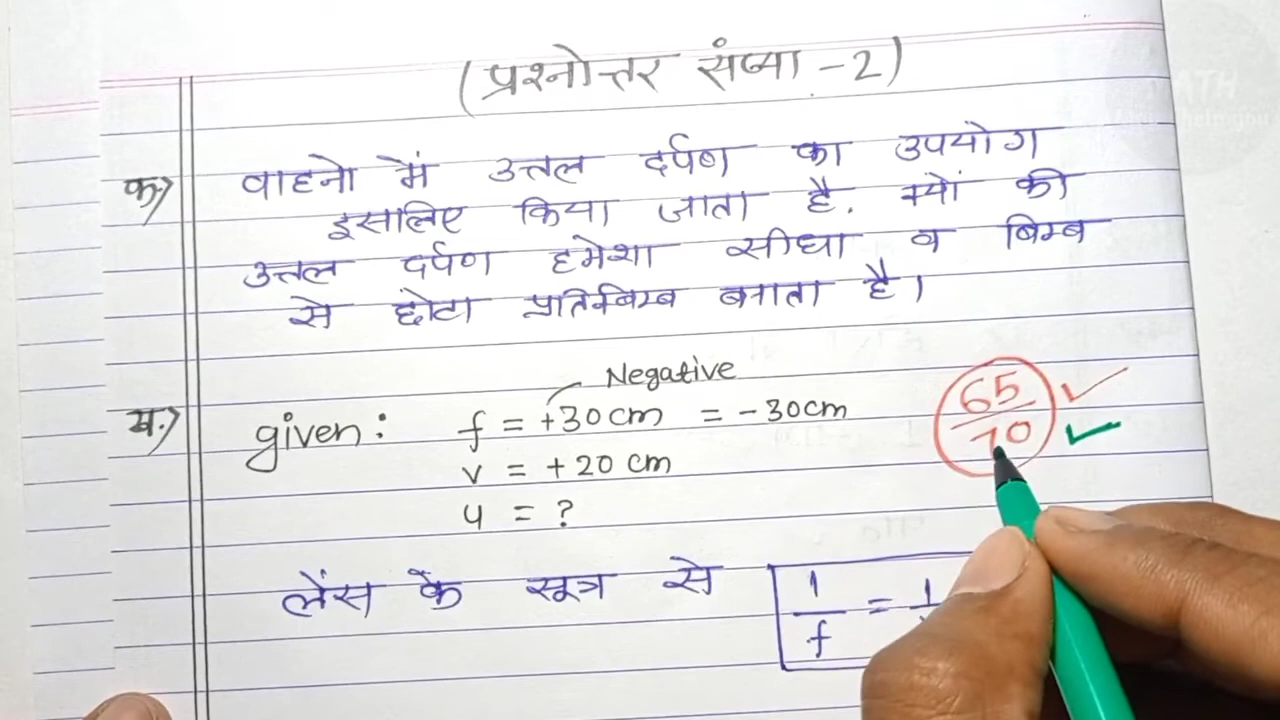 (प्रश्नोत्तर संख्या -2)
क.) वाहनो में उत्तल दर्पण का उपयोग
इसलिए किया जाता है. क्यों की
उत्तल दर्पण हमेशा सीधा व बिम्ब
से छोटा प्रतिबिम्ब बनाता है।
Negative
given: f = +30 cm = -30cm
v = +20 cm
u = ?
65/70
लेंस के सूत्र से 1/f = 1/